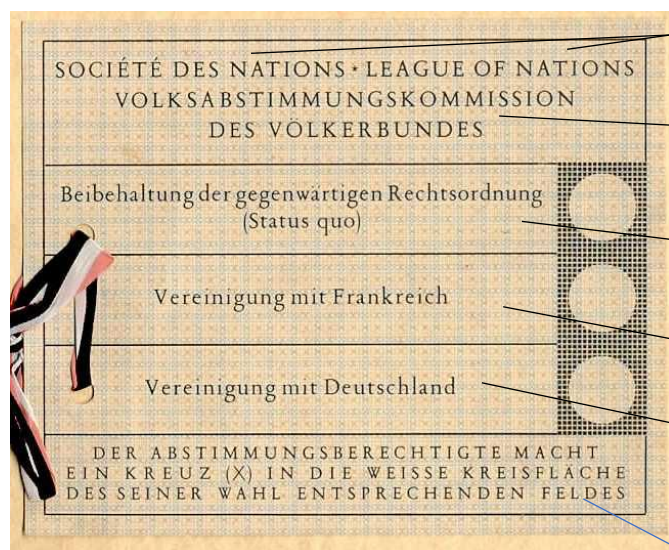 SOCIÉTÉ DES NATIONS * LEAGUE OF NATIONS
VOLKSABSTIMMUNGSKOMMISSION
DES VÖLKERBUNDES
Beibehaltung der gegenwärtigen Rechtsordnung
(Status quo)
Vereinigung mit Frankreich
Vereinigung mit Deutschland
DER ABSTIMMUNGSBERECHTIGTE MACHT
EIN KREUZ (X) IN DIE WEISSE KREISFLÄCHE
DES SEINER WAHL ENTSPRECHENDEN FELDES